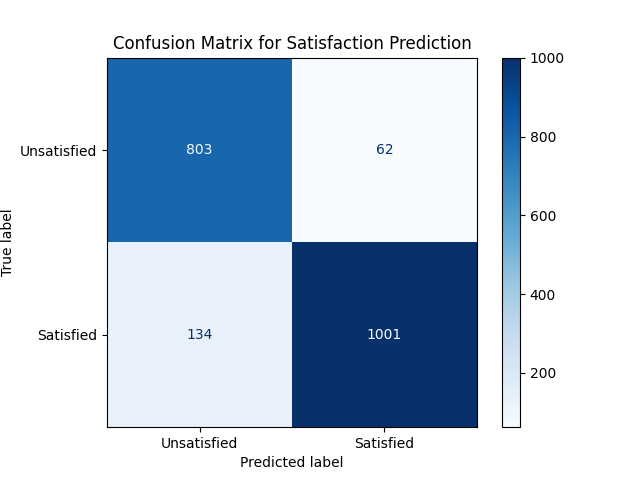 Confusion Matrix for Satisfaction Prediction
True label
Unsatisfied
Satisfied
803
62
134
1001
Unsatisfied
Satisfied
Predicted label
1000
800
600
400
200